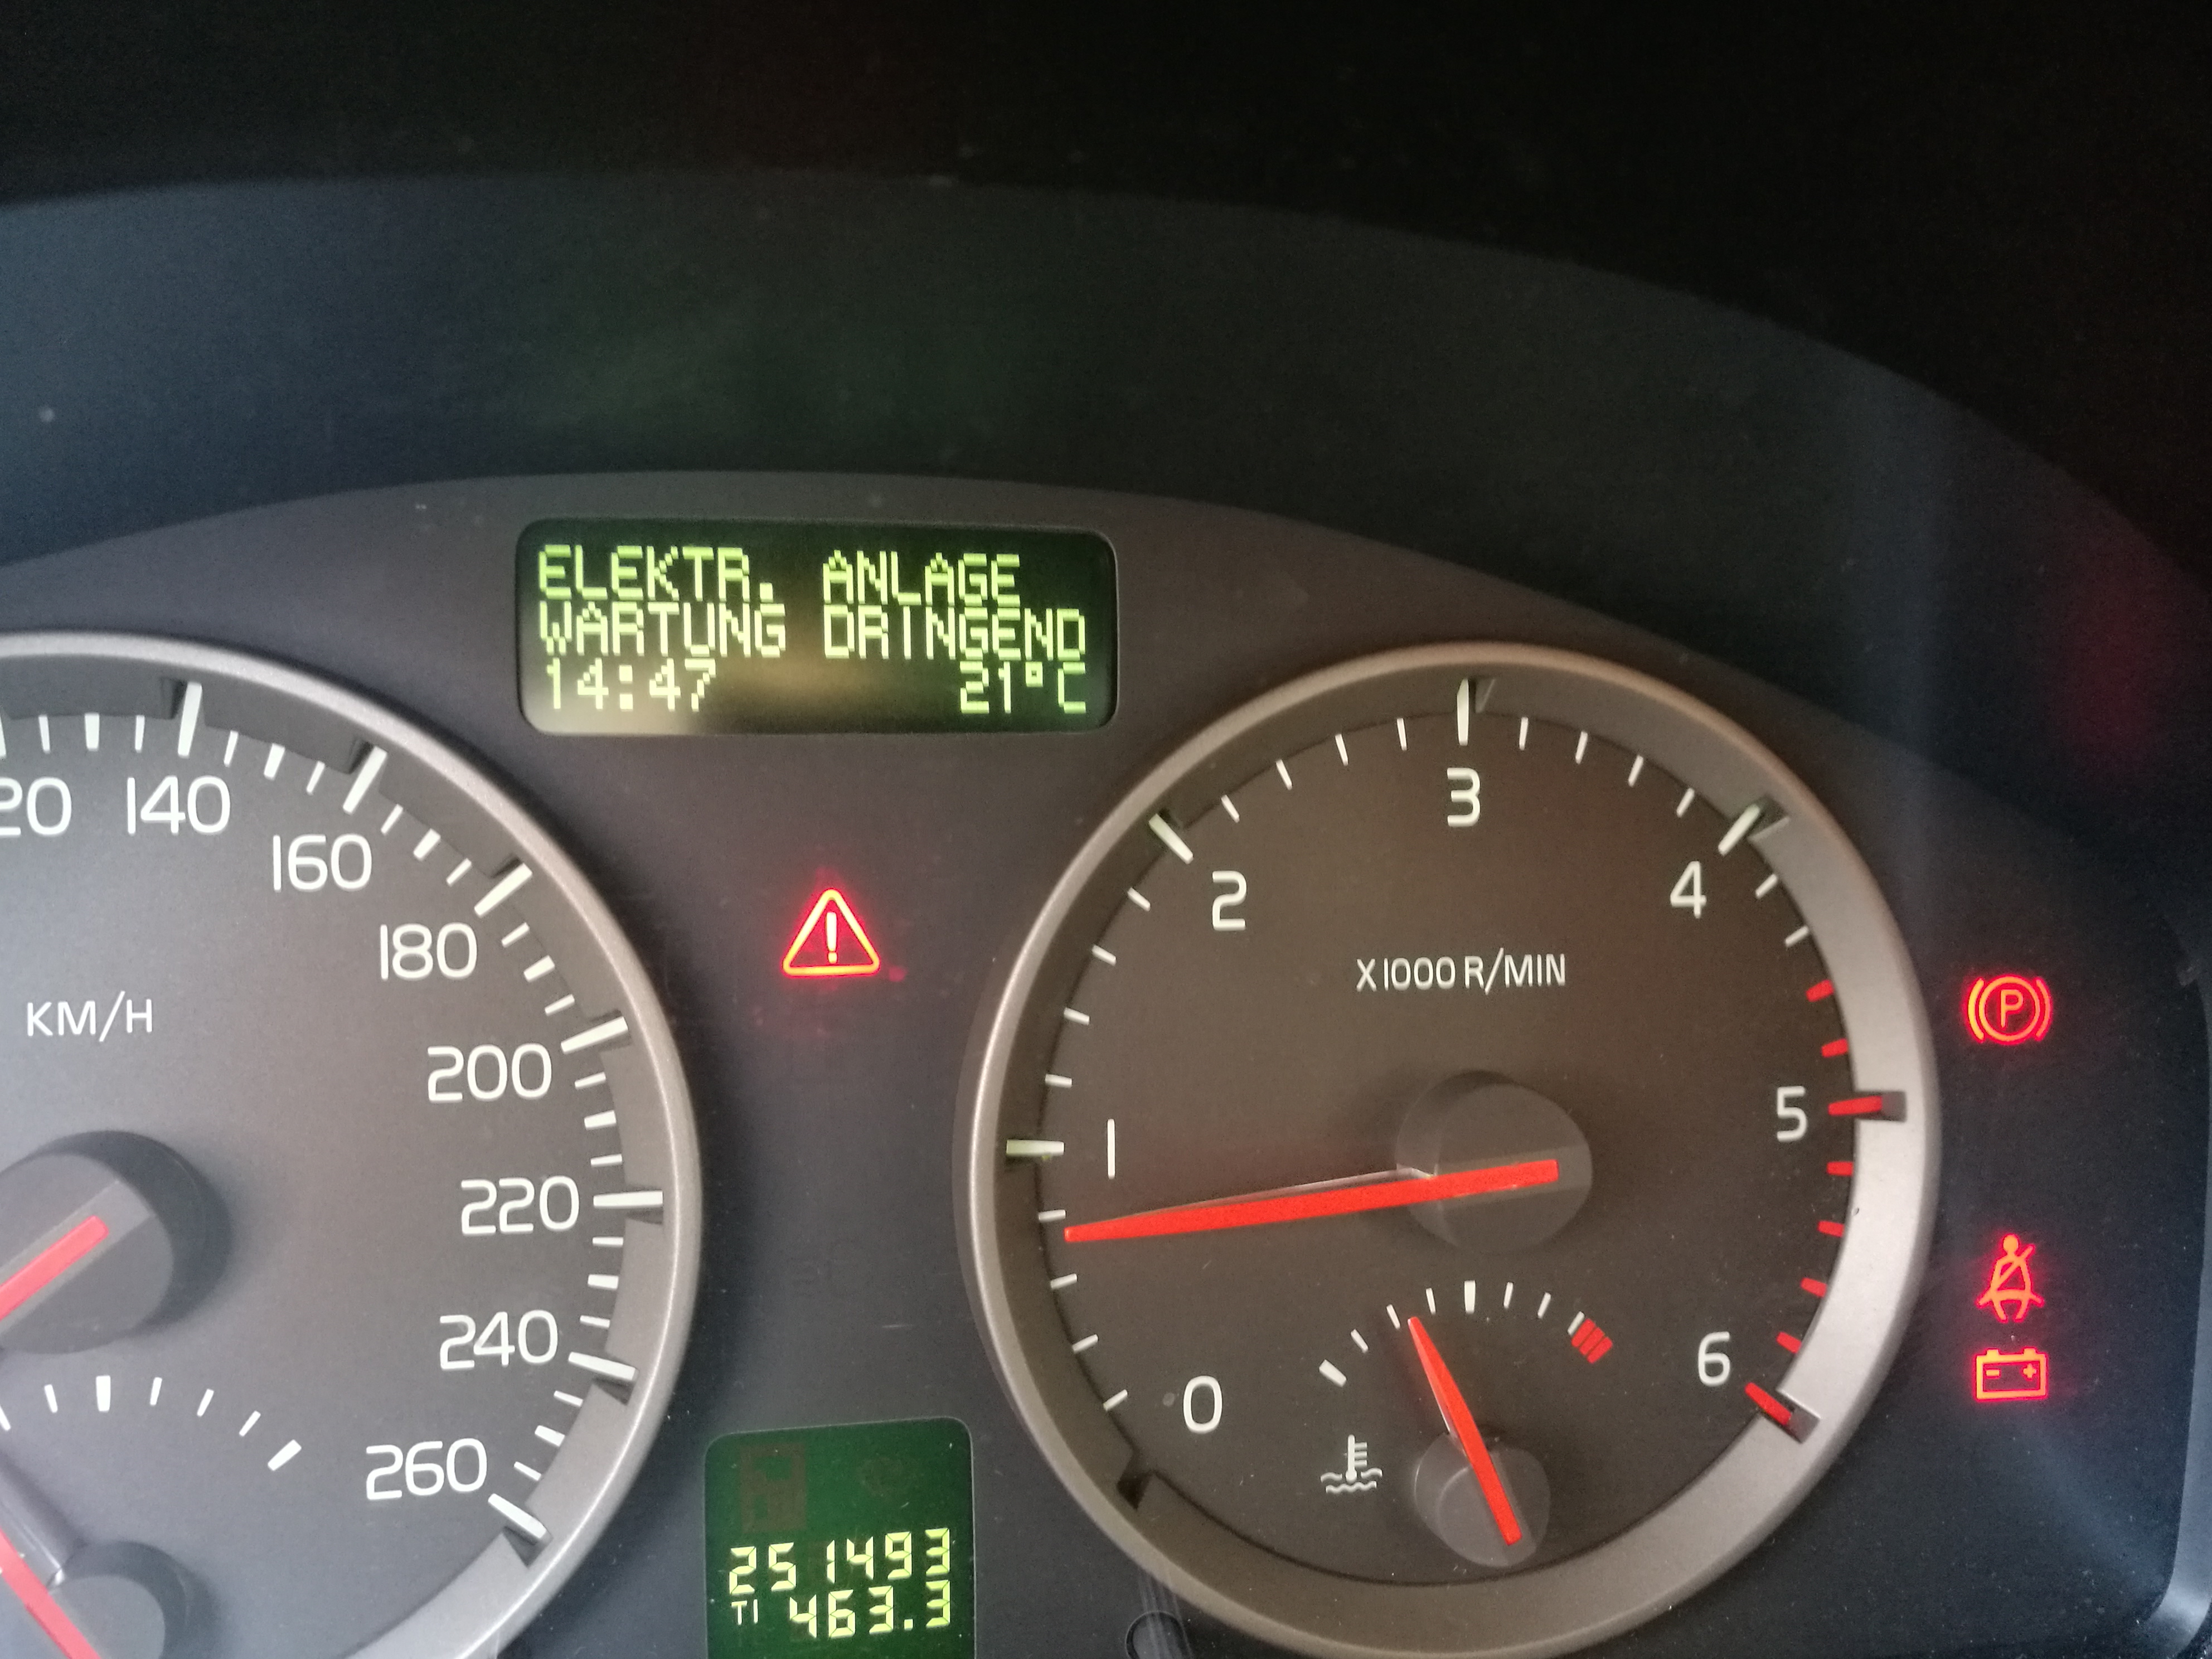 ELEKTR. ANLAGE
WARTUNG DRINGEND
14:47 21°C
20 140 160 180 200 220 240 260
KM/H
0 1 2 3 4 5 6
X1000 R/MIN
P
251493
T1 463.3